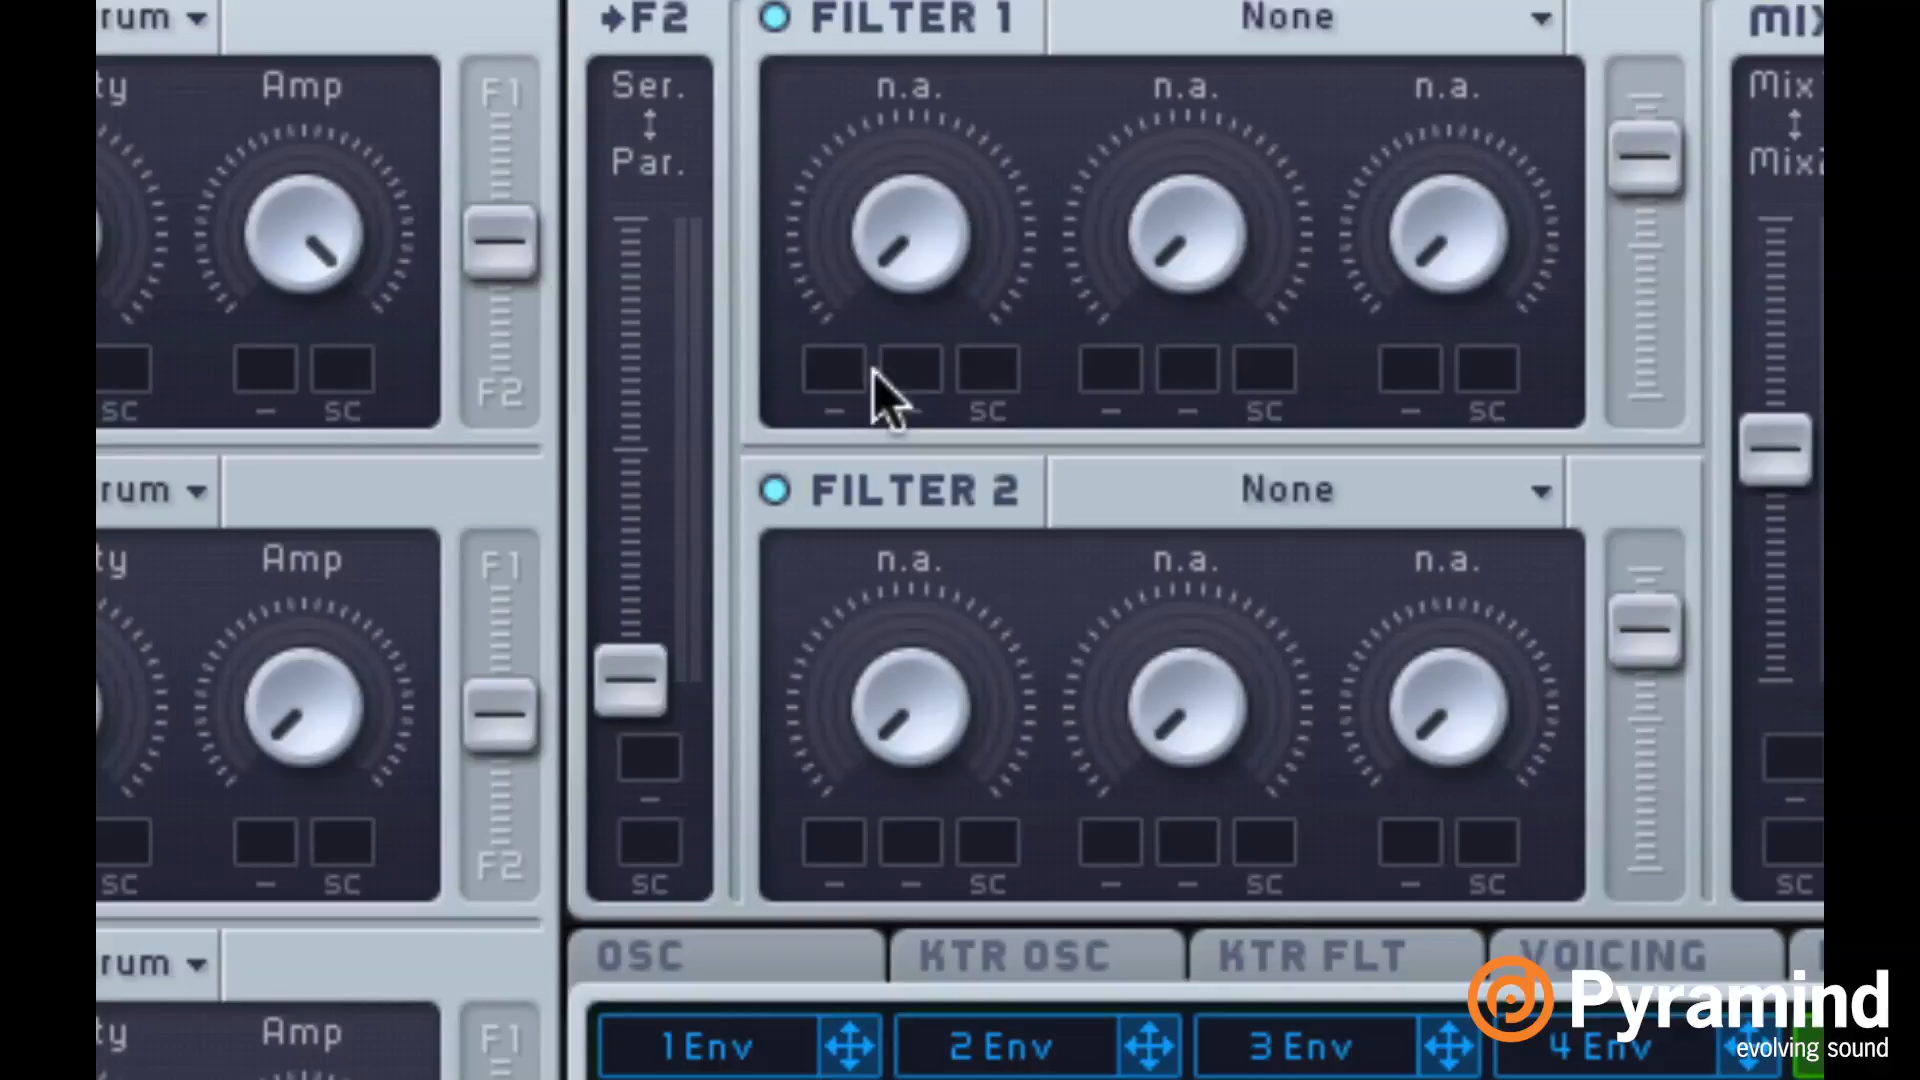 rum
F2
FILTER 1
None
MIX
ty
Amp
F1
Ser.
Par.
n.a.
n.a.
n.a.
Mix
Mix2
SC
SC
F2
SC
SC
SC
rum
FILTER 2
None
ty
Amp
F1
n.a.
n.a.
n.a.
SC
SC
F2
SC
SC
SC
SC
SC
rum
OSC
KTR OSC
KTR FLT
VOICING
ty
Amp
F1
1 Env
2 Env
3 Env
4 Env
Pyramind
evolving sound